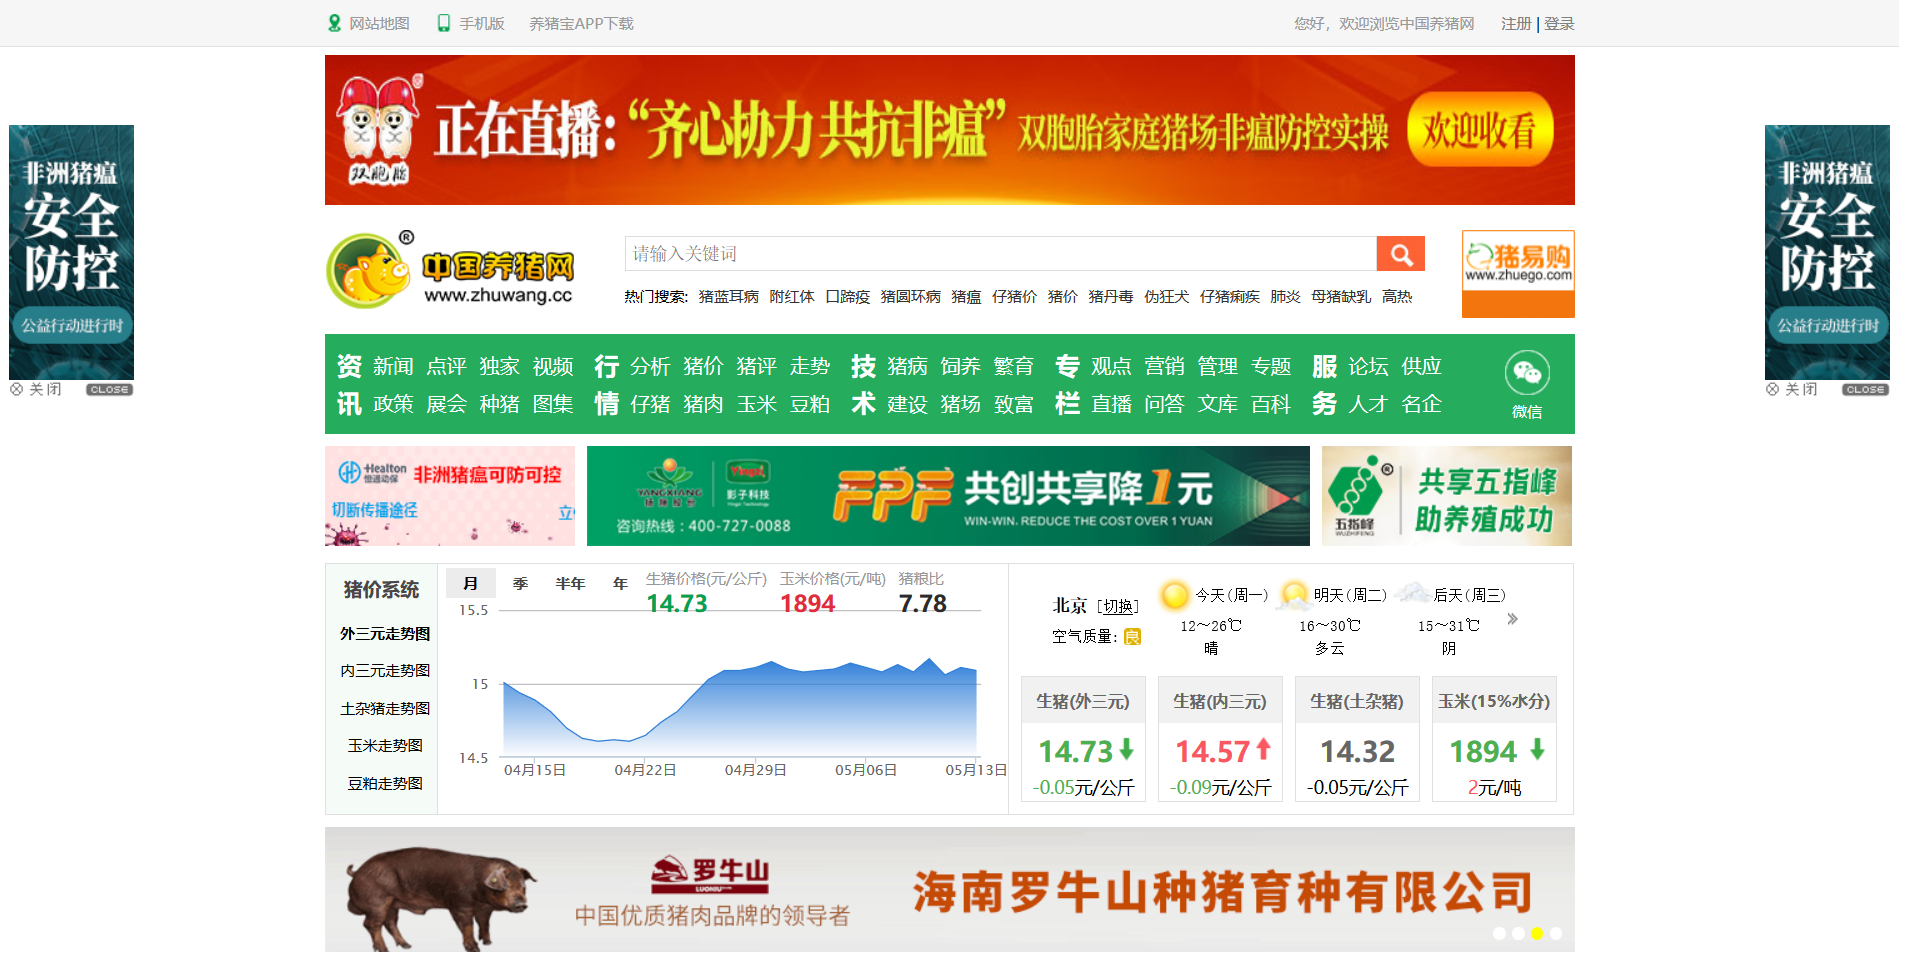 网站地图 手机版 养猪宝APP下载 您好，欢迎浏览中国养猪网 注册 | 登录
双胞胎 正在直播：“齐心协力 共抗非瘟” 双胞胎家庭猪场非瘟防控实操 欢迎收看
非洲猪瘟
安全
防控
公益行动进行时
关闭 CLOSE
非洲猪瘟
安全
防控
公益行动进行时
关闭 CLOSE
中国养猪网®
www.zhuwang.cc
请输入关键词
热门搜索: 猪蓝耳病 附红体 口蹄疫 猪圆环病 猪瘟 仔猪价 猪价 猪丹毒 伪狂犬 仔猪痢疾 肺炎 母猪缺乳 高热
猪易购
www.zhuego.com
资讯 新闻 点评 独家 视频
政策 展会 种猪 图集
行情 分析 猪价 猪评 走势
仔猪 猪肉 玉米 豆粕
技术 猪病 饲养 繁育
建设 猪场 致富
专栏 观点 营销 管理 专题
直播 问答 文库 百科
服务 论坛 供应
人才 名企
微信
Healton
恒通动保 非洲猪瘟可防可控
切断传播途径 立
YANGXIANG
扬翔股份
Yingzi
影子科技
Yingzi Technology
咨询热线：400-727-0088
FPF 共创共享降1元
WIN-WIN. REDUCE THE COST OVER 1 YUAN
五指峰®
WUZHIFENG
共享五指峰
助养殖成功
猪价系统
外三元走势图
内三元走势图
土杂猪走势图
玉米走势图
豆粕走势图
月 季 半年 年
生猪价格(元/公斤) 玉米价格(元/吨) 猪粮比
14.73 1894 7.78
15.5
15
14.5
04月15日 04月22日 04月29日 05月06日 05月13日
北京 [切换]
空气质量: 良
今天(周一) 明天(周二) 后天(周三)
12～26℃ 16～30℃ 15～31℃
晴 多云 阴
»
生猪(外三元) 生猪(内三元) 生猪(土杂猪) 玉米(15%水分)
14.73 14.57 14.32 1894
-0.05元/公斤 -0.09元/公斤 -0.05元/公斤 2元/吨
罗牛山
中国优质猪肉品牌的领导者
海南罗牛山种猪育种有限公司